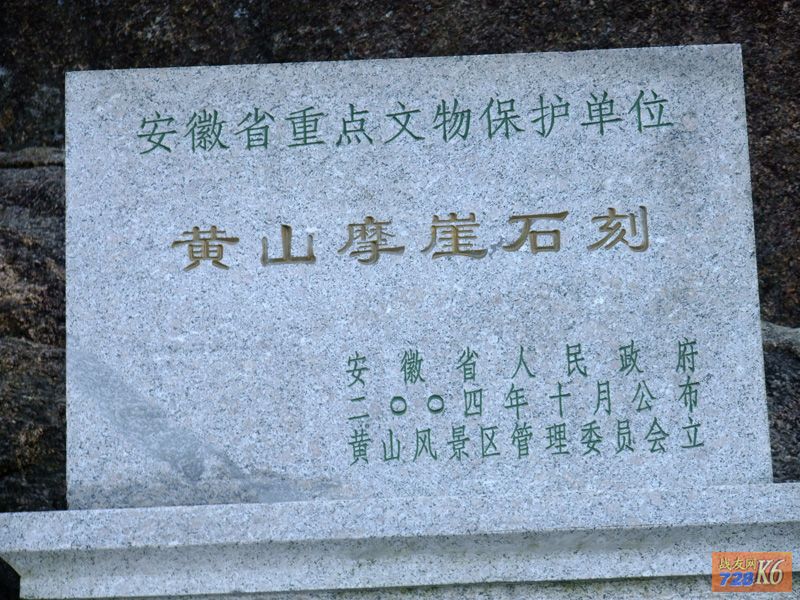 安徽省重点文物保护单位
黄山摩崖石刻
安徽省人民政府
二〇〇四年十月公布
黄山风景区管理委员会立
战友网
728K6